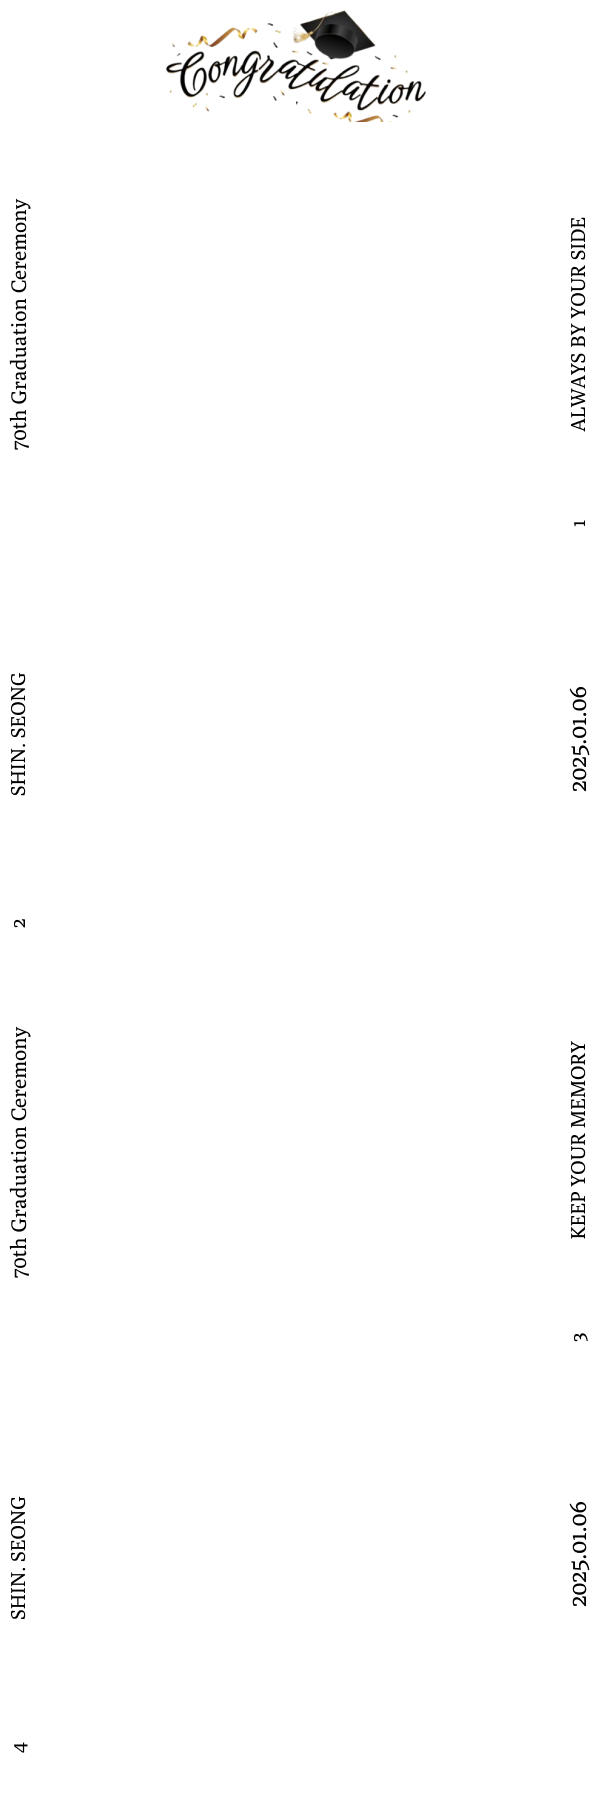 Congratulation
70th Graduation Ceremony
ALWAYS BY YOUR SIDE
1
SHIN. SEONG
2025.01.06
2
70th Graduation Ceremony
KEEP YOUR MEMORY
3
SHIN. SEONG
2025.01.06
4